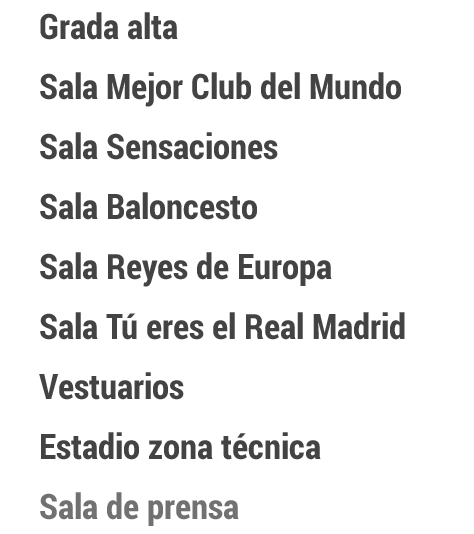 Grada alta
Sala Mejor Club del Mundo
Sala Sensaciones
Sala Baloncesto
Sala Reyes de Europa
Sala Tú eres el Real Madrid
Vestuarios
Estadio zona técnica
Sala de prensa